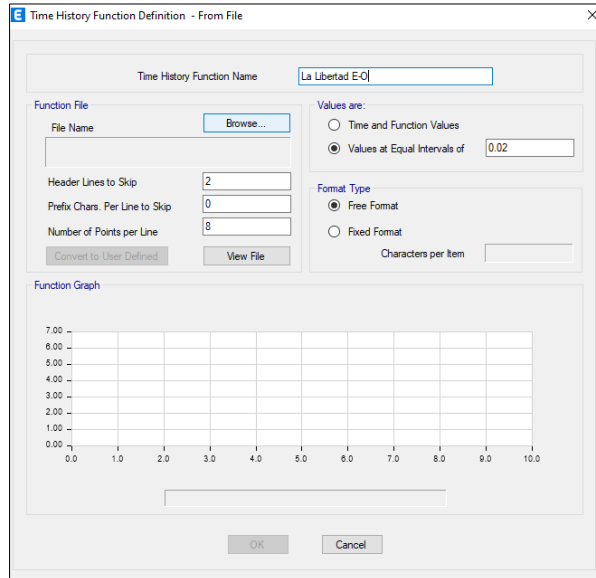 E Time History Function Definition - From File
Time History Function Name La Libertad E-O
Function File
File Name Browse...
Header Lines to Skip 2
Prefix Chars. Per Line to Skip 0
Number of Points per Line 8
Convert to User Defined View File
Values are:
Time and Function Values
Values at Equal Intervals of 0.02
Format Type
Free Format
Fixed Format
Characters per Item
Function Graph
7.00
6.00
5.00
4.00
3.00
2.00
1.00
0.00
0.0 1.0 2.0 3.0 4.0 5.0 6.0 7.0 8.0 9.0 10.0
OK Cancel